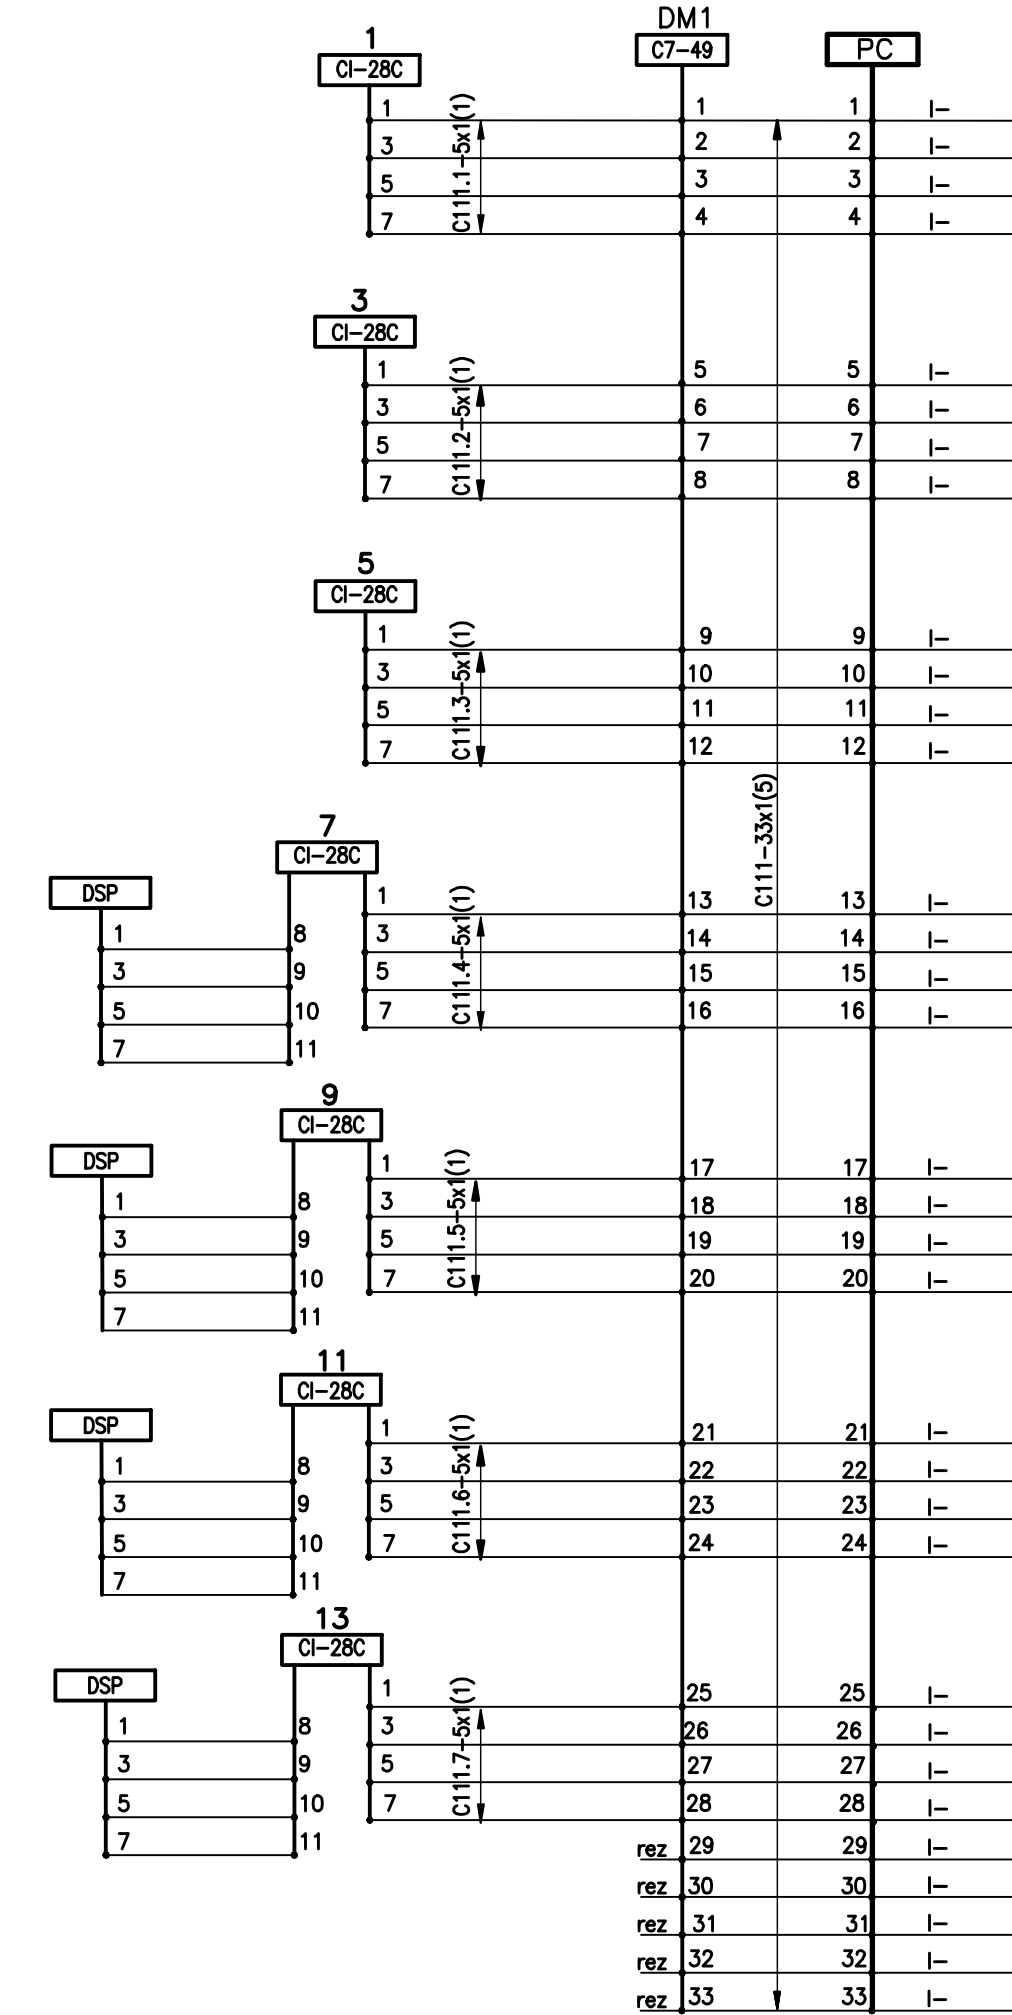 DM1
C7-49
PC
1
CI-28C
1 1 1 I-
3 2 2 I-
5 3 3 I-
7 4 4 I-
C111.1-5x1(1)
3
CI-28C
1 5 5 I-
3 6 6 I-
5 7 7 I-
7 8 8 I-
C111.2-5x1(1)
5
CI-28C
1 9 9 I-
3 10 10 I-
5 11 11 I-
7 12 12 I-
C111.3-5x1(1)
C111-33x1(5)
7
CI-28C
DSP
1 13 13 I-
3 14 14 I-
5 15 15 I-
7 16 16 I-
C111.4-5x1(1)
1 8
3 9
5 10
7 11
9
CI-28C
DSP
1 17 17 I-
3 18 18 I-
5 19 19 I-
7 20 20 I-
C111.5-5x1(1)
1 8
3 9
5 10
7 11
11
CI-28C
DSP
1 21 21 I-
3 22 22 I-
5 23 23 I-
7 24 24 I-
C111.6-5x1(1)
1 8
3 9
5 10
7 11
13
CI-28C
DSP
1 25 25 I-
3 26 26 I-
5 27 27 I-
7 28 28 I-
C111.7-5x1(1)
1 8
3 9
5 10
7 11
rez 29 29 I-
rez 30 30 I-
rez 31 31 I-
rez 32 32 I-
rez 33 33 I-